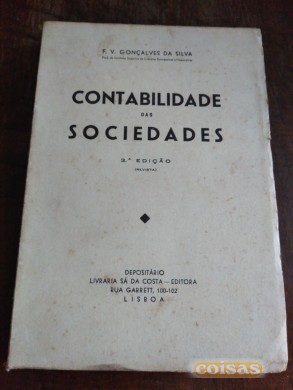 F. V. GONÇALVES DA SILVA
CONTABILIDADE
DAS
SOCIEDADES
3.ª EDIÇÃO
(REVISTA)
DEPOSITÁRIO
LIVRARIA SÁ DA COSTA — EDITORA
RUA GARRETT, 100-102
LISBOA
coisas